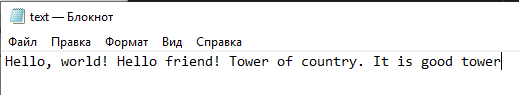 text — Блокнот
Файл Правка Формат Вид Справка
Hello, world! Hello friend! Tower of country. It is good tower